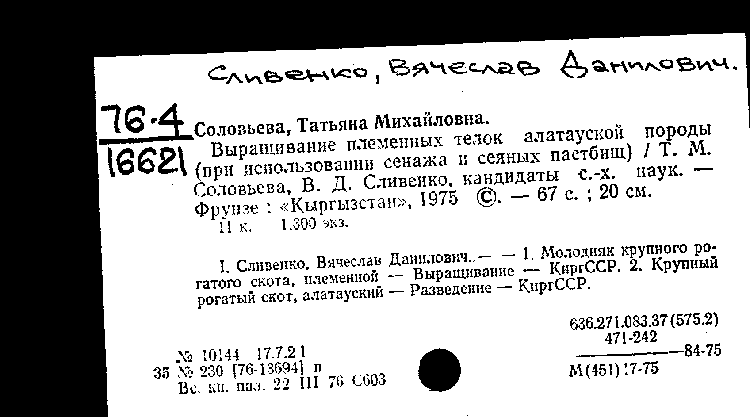 Сливенко, Вячеслав Данилович.
76-4
16621
Соловьева, Татьяна Михайловна.
Выращивание племенных телок алатауской породы
(при использовании сенажа и сеяных пастбищ) / Т. М.
Соловьева, В. Д. Сливенко, кандидаты с.-х. наук. —
Фрунзе : «Кыргызстан», 1975 ©. — 67 с. ; 20 см.
11 к. 1.300 экз.
I. Сливенко, Вячеслав Данилович. — — 1. Молодняк крупного ро-
гатого скота, племенной — Выращивание — КиргССР. 2. Крупный
рогатый скот, алатауский — Разведение — КиргССР.
636.271.083.37(575.2)
471-242
84-75
№ 10144 17.7.21
35 № 230 [76-13694] п
Вс. кн. пал. 22 III 76 С603
М(451)17-75